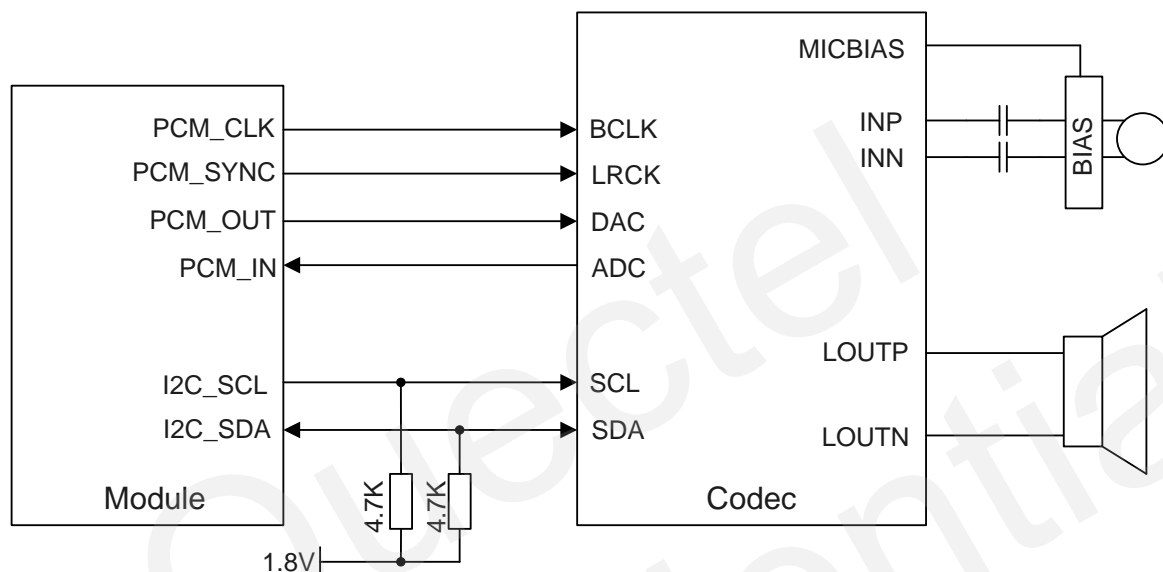 MICBIAS
PCM_CLK
BCLK
INP
PCM_SYNC
LRCK
INN
BIAS
PCM_OUT
DAC
PCM_IN
ADC
LOUTP
I2C_SCL
SCL
I2C_SDA
SDA
LOUTN
4.7K
4.7K
Module
Codec
1.8V
Quectel